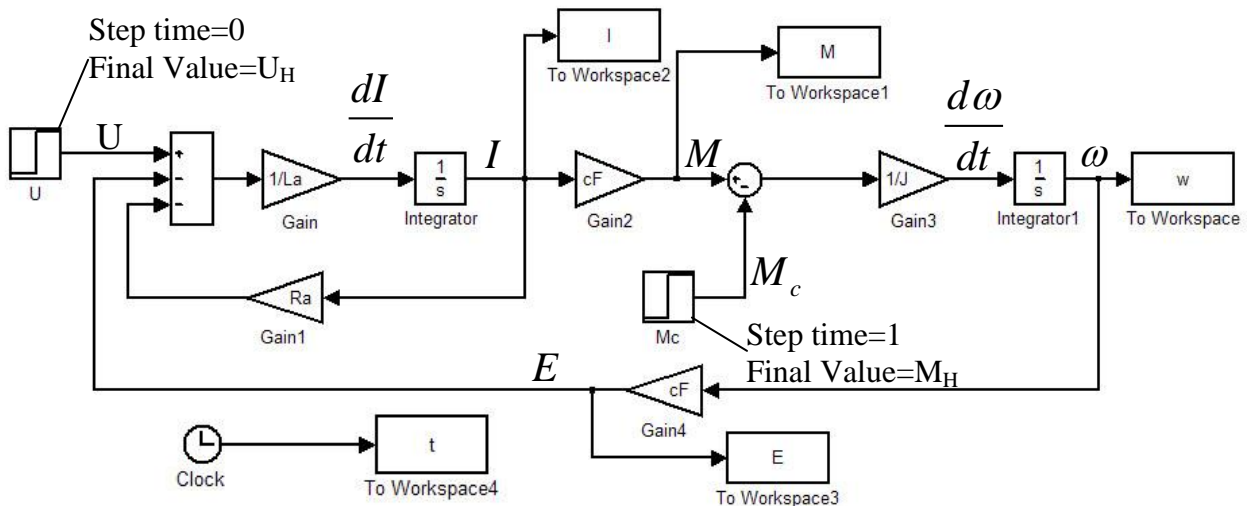 Step time=0
Final Value=U_H
U
U
+
-
-
1/La
Gain
dI
dt
1
s
Integrator
I
I
To Workspace2
cF
Gain2
M
M
To Workspace1
+
-
M_c
Mc
Step time=1
Final Value=M_H
1/J
Gain3
dω
dt
1
s
Integrator1
ω
w
To Workspace
Ra
Gain1
E
cF
Gain4
E
To Workspace3
Clock
t
To Workspace4